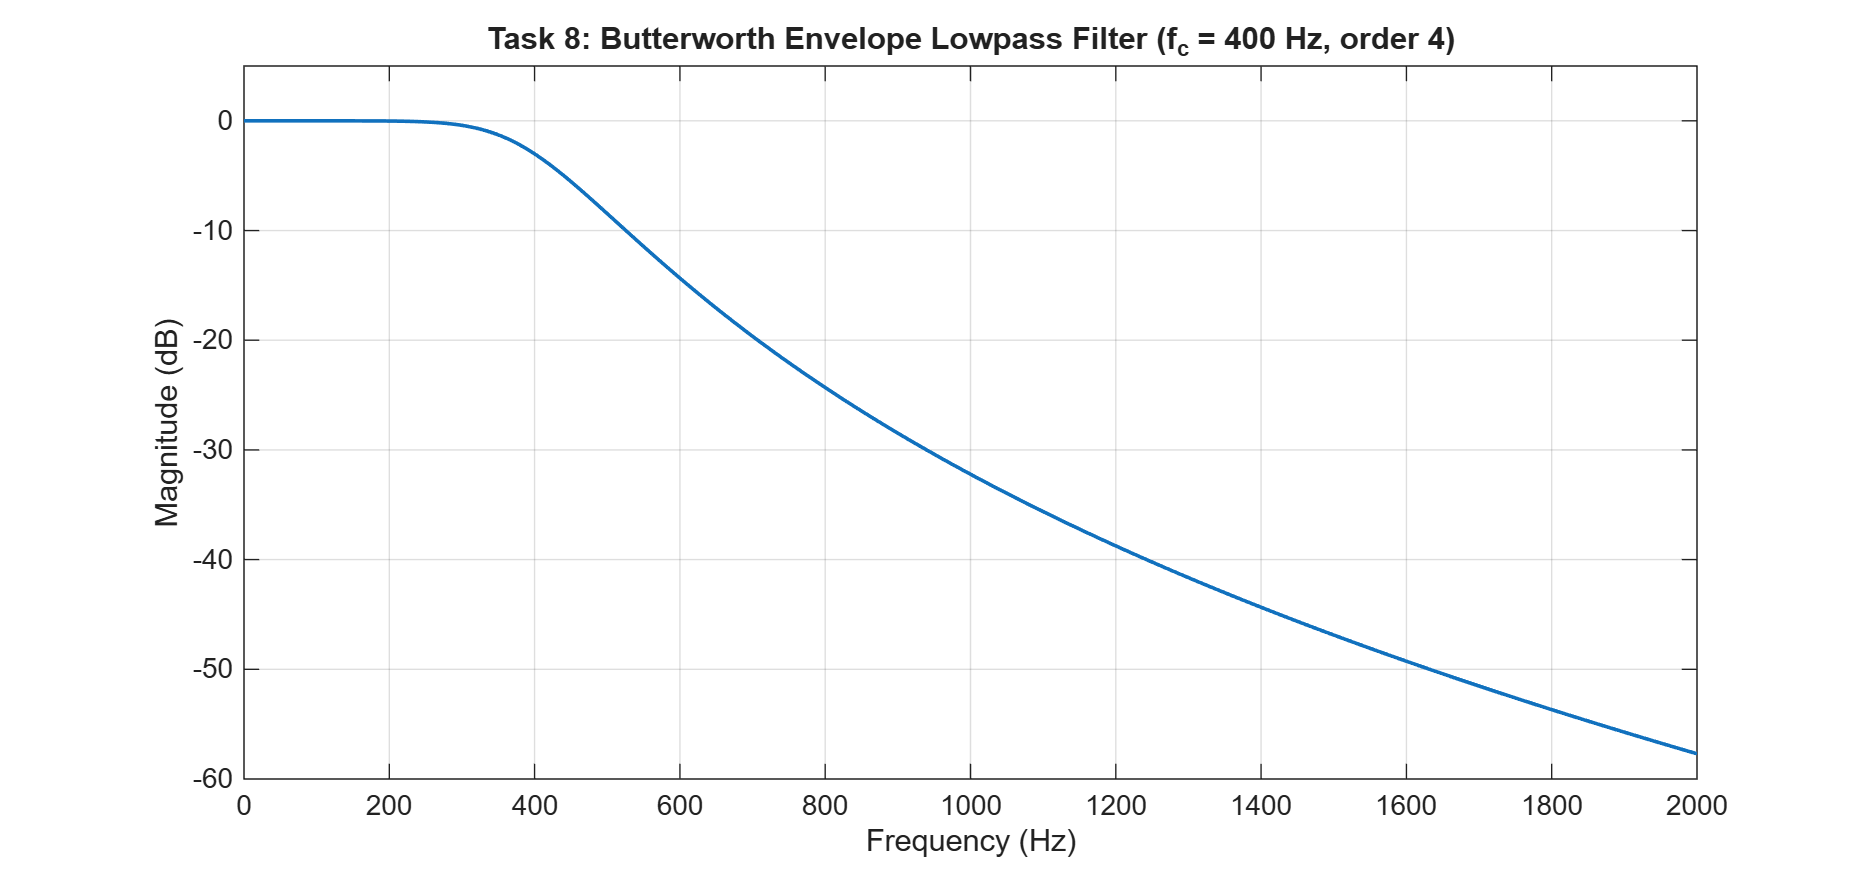 Task 8: Butterworth Envelope Lowpass Filter (fc = 400 Hz, order 4)
Magnitude (dB)
0
-10
-20
-30
-40
-50
-60
0 200 400 600 800 1000 1200 1400 1600 1800 2000
Frequency (Hz)